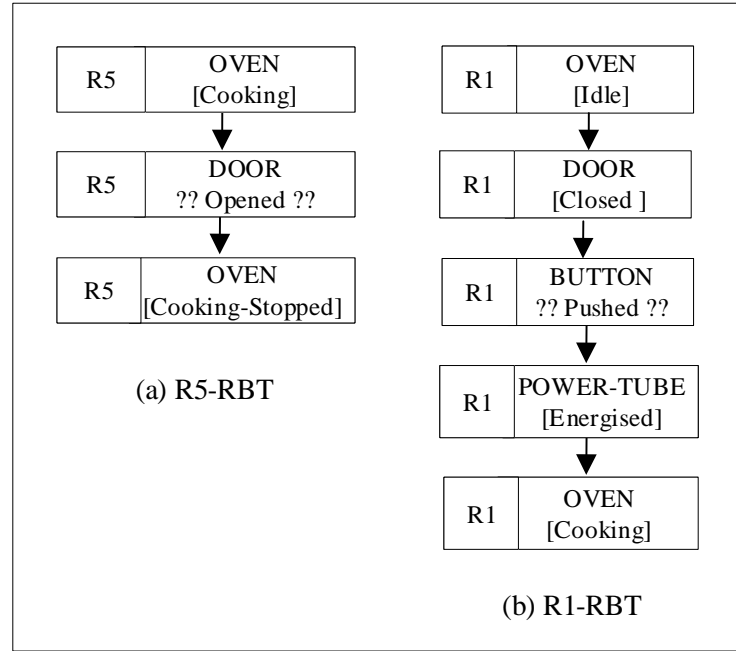 R5
OVEN
[Cooking]
R5
DOOR
?? Opened ??
R5
OVEN
[Cooking-Stopped]
(a) R5-RBT
R1
OVEN
[Idle]
R1
DOOR
[Closed ]
R1
BUTTON
?? Pushed ??
R1
POWER-TUBE
[Energised]
R1
OVEN
[Cooking]
(b) R1-RBT